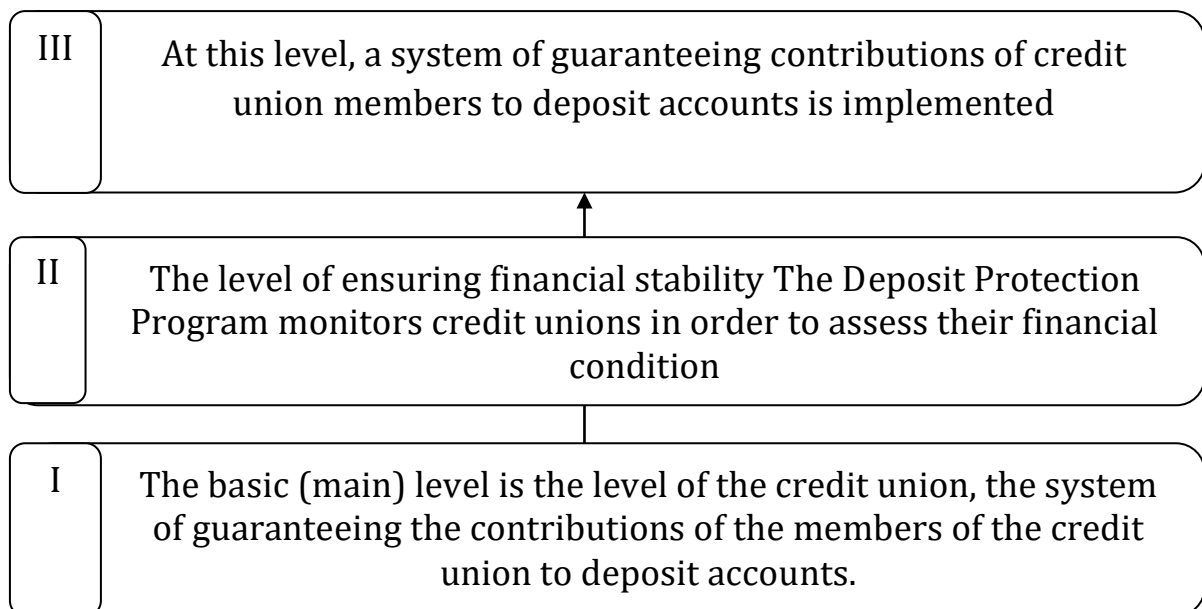 III
At this level, a system of guaranteeing contributions of credit
union members to deposit accounts is implemented
II
The level of ensuring financial stability The Deposit Protection
Program monitors credit unions in order to assess their financial
condition
I
The basic (main) level is the level of the credit union, the system
of guaranteeing the contributions of the members of the credit
union to deposit accounts.